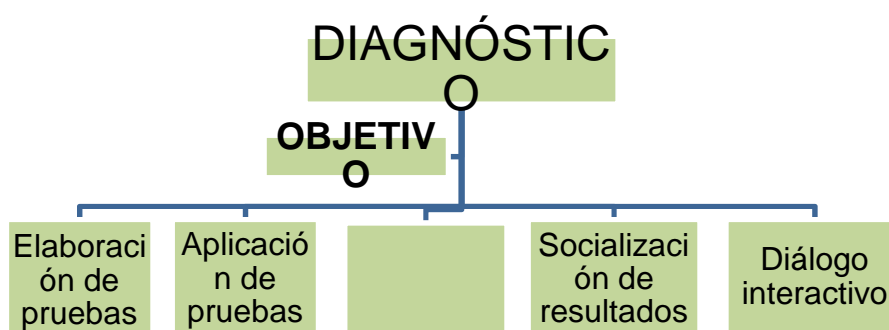 DIAGNÓSTIC
O
OBJETIV
O
Elaboraci
ón de
pruebas
Aplicació
n de
pruebas
Socializaci
ón de
resultados
Diálogo
interactivo